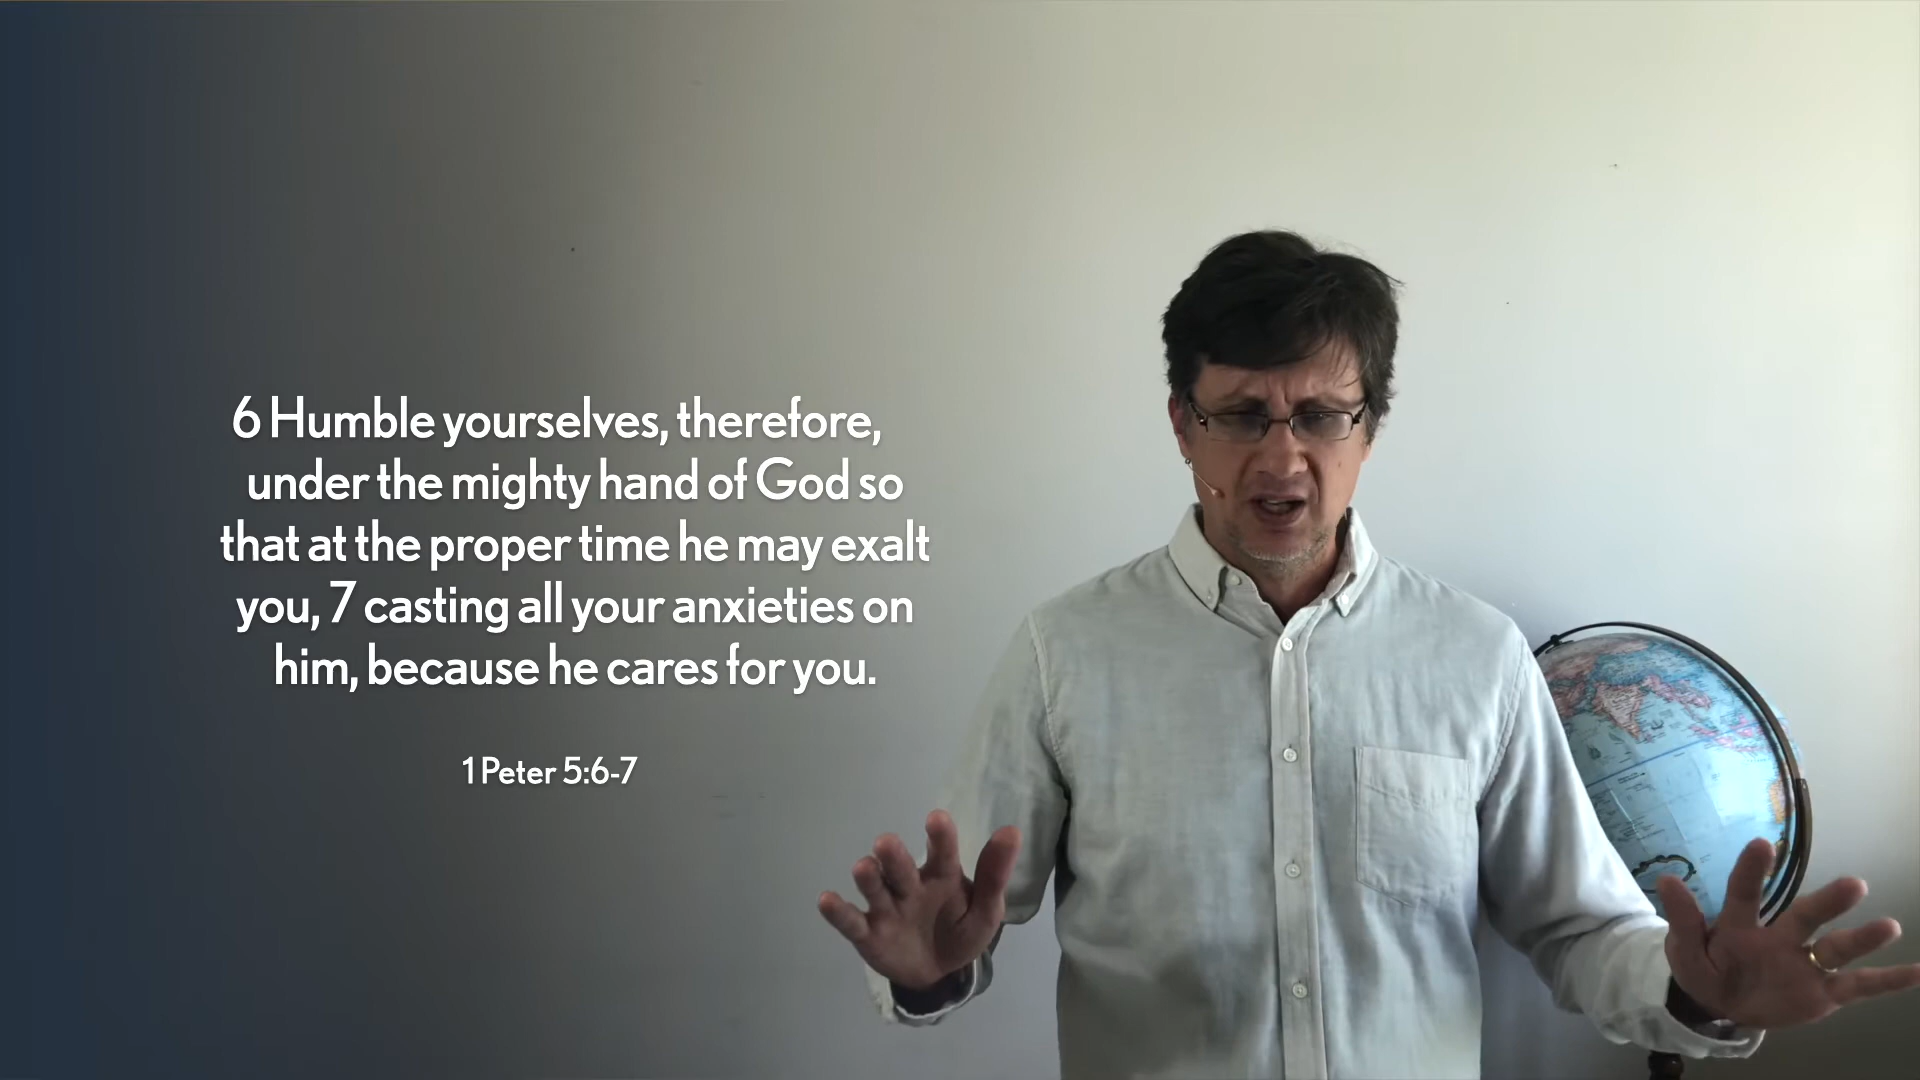 6 Humble yourselves, therefore,
under the mighty hand of God so
that at the proper time he may exalt
you, 7 casting all your anxieties on
him, because he cares for you.
1 Peter 5:6-7